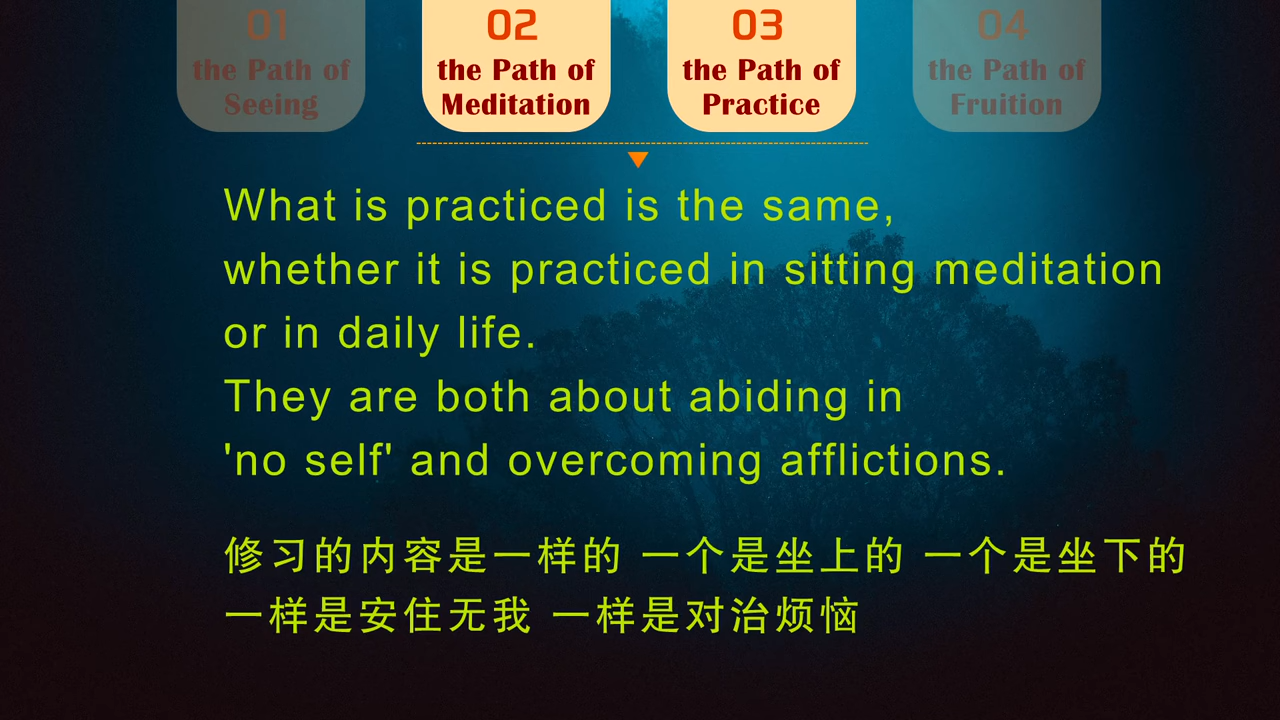 01
the Path of
Seeing
02
the Path of
Meditation
03
the Path of
Practice
04
the Path of
Fruition
What is practiced is the same,
whether it is practiced in sitting meditation
or in daily life.
They are both about abiding in
'no self' and overcoming afflictions.
修习的内容是一样的 一个是坐上的 一个是坐下的
一样是安住无我 一样是对治烦恼